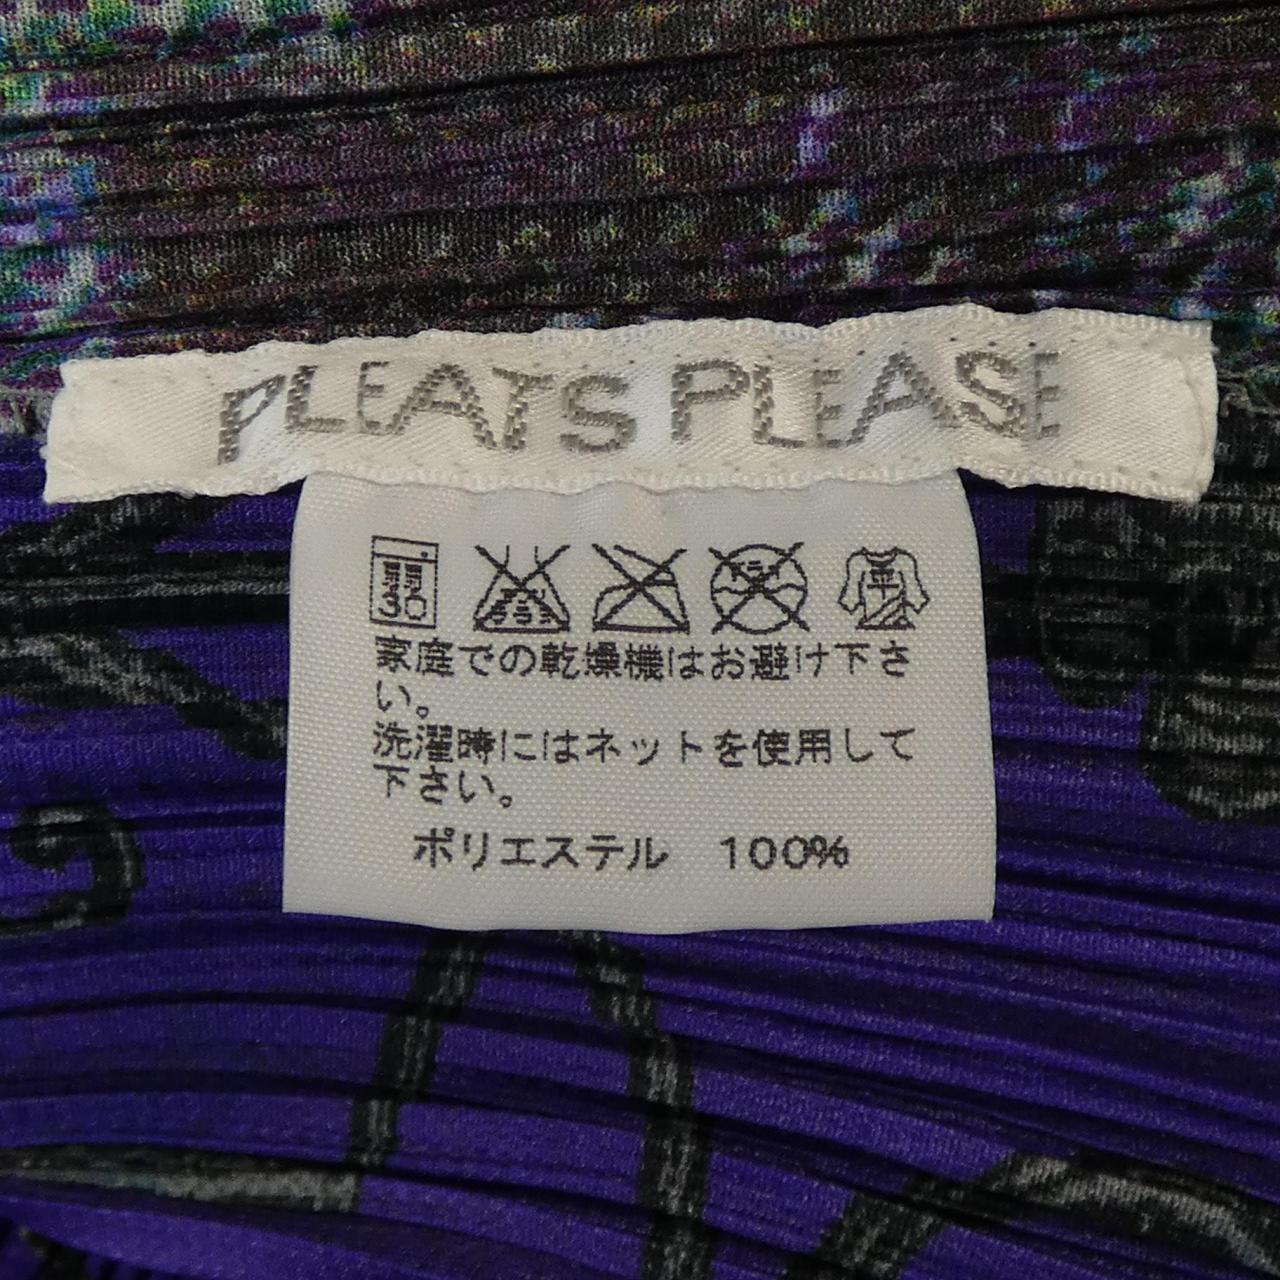 PLEATS PLEASE
家庭での乾燥機はお避け下さ
い。
洗濯時にはネットを使用して
下さい。
ポリエステル 100%